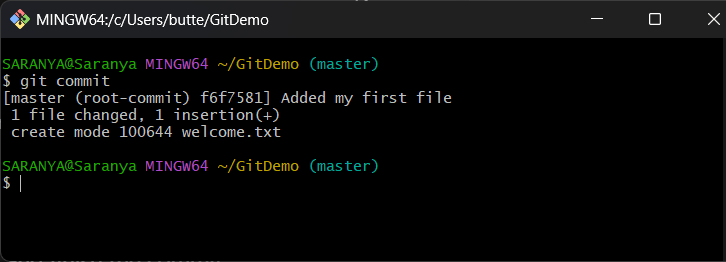 MINGW64:/c/Users/butte/GitDemo
SARANYA@Saranya MINGW64 ~/GitDemo (master)
$ git commit
[master (root-commit) f6f7581] Added my first file
 1 file changed, 1 insertion(+)
 create mode 100644 welcome.txt
SARANYA@Saranya MINGW64 ~/GitDemo (master)
$